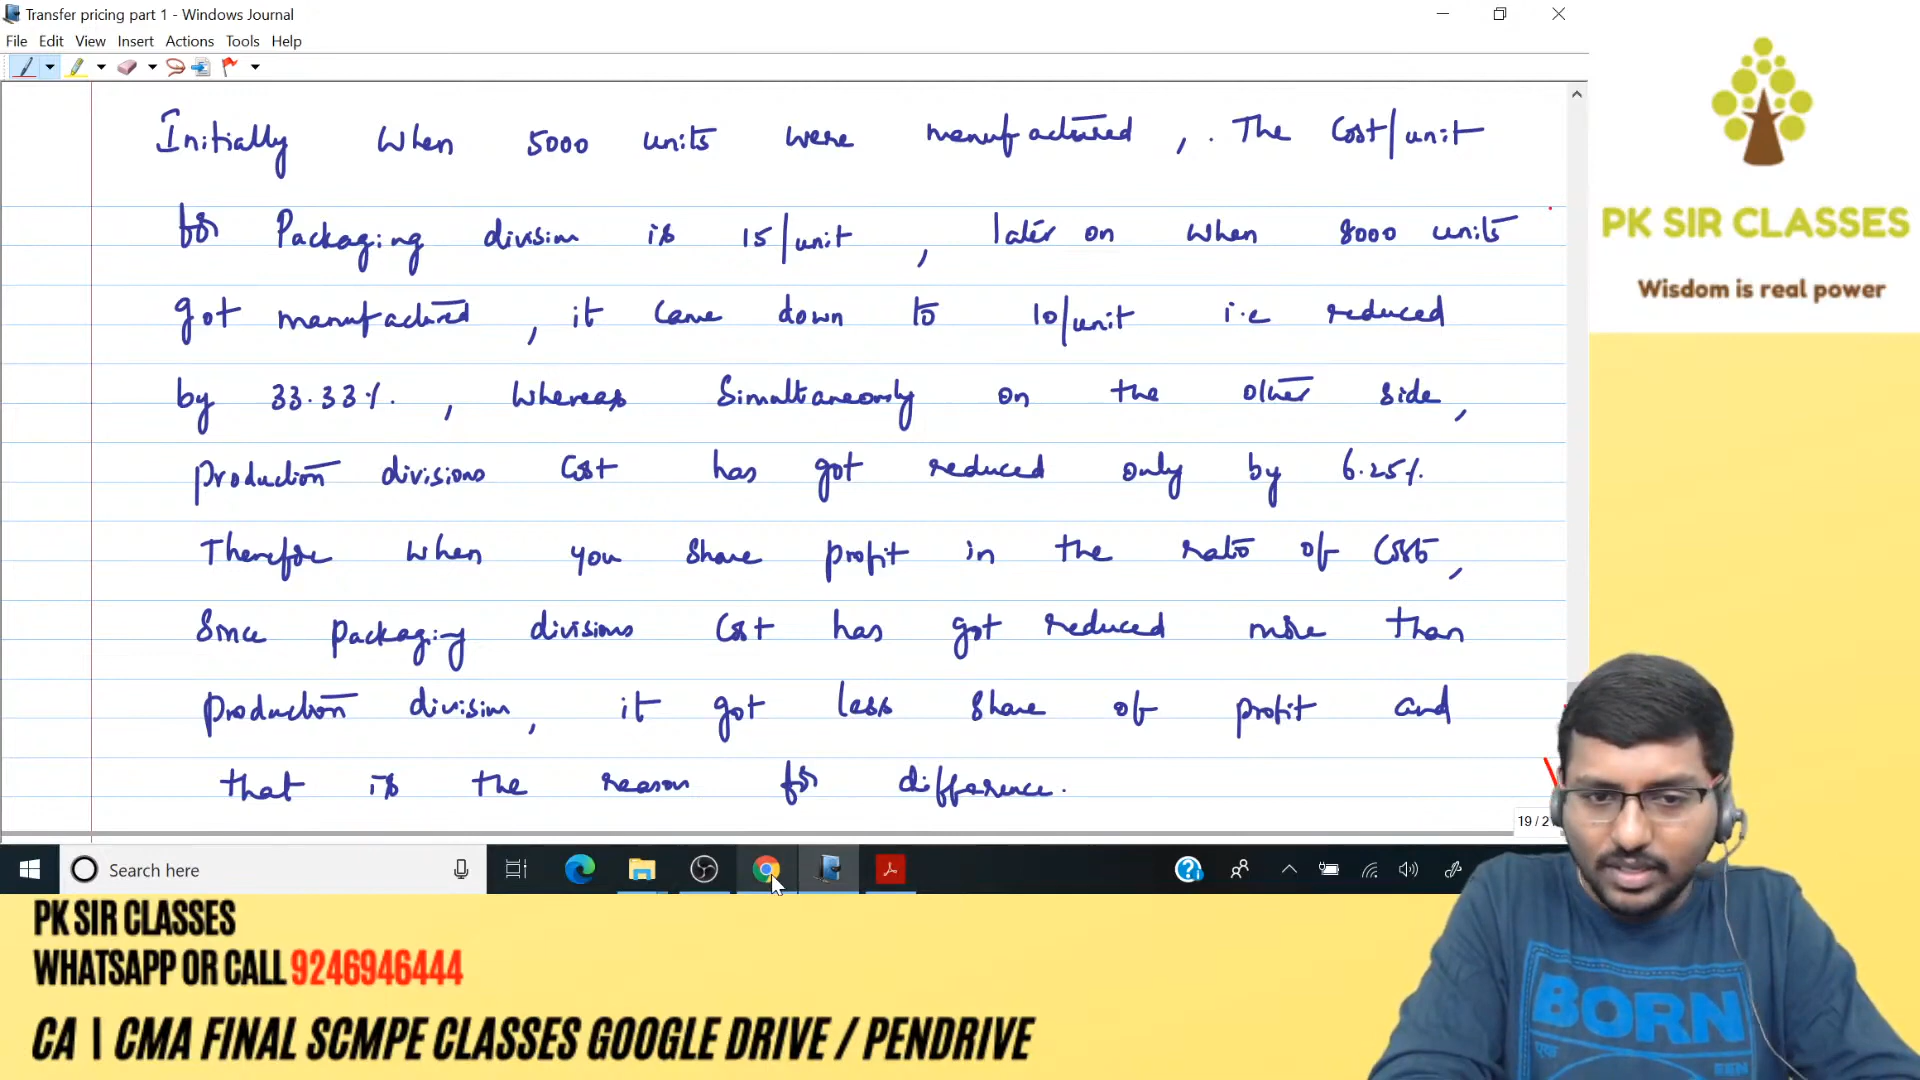 Transfer pricing part 1 - Windows Journal
File Edit View Insert Actions Tools Help
Initially when 5000 units were manufactured , . The Cost/unit
for Packaging division is 15/unit , later on when 8000 units
got manufactured , it came down to 10/unit i.e reduced
by 33.33% , whereas Simultaneously on the other side,
production divisions Cost has got reduced only by 6.25%.
Therefore when you share profit in the ratio of Cost,
Since packaging divisions Cost has got reduced more than
production division, it got less share of profit and
that is the reason for difference.
19 / 2
Search here
PK SIR CLASSES
Wisdom is real power
PK SIR CLASSES
WHATSAPP OR CALL 9246946444
CA \ CMA FINAL SCMPE CLASSES GOOGLE DRIVE / PENDRIVE
BORN